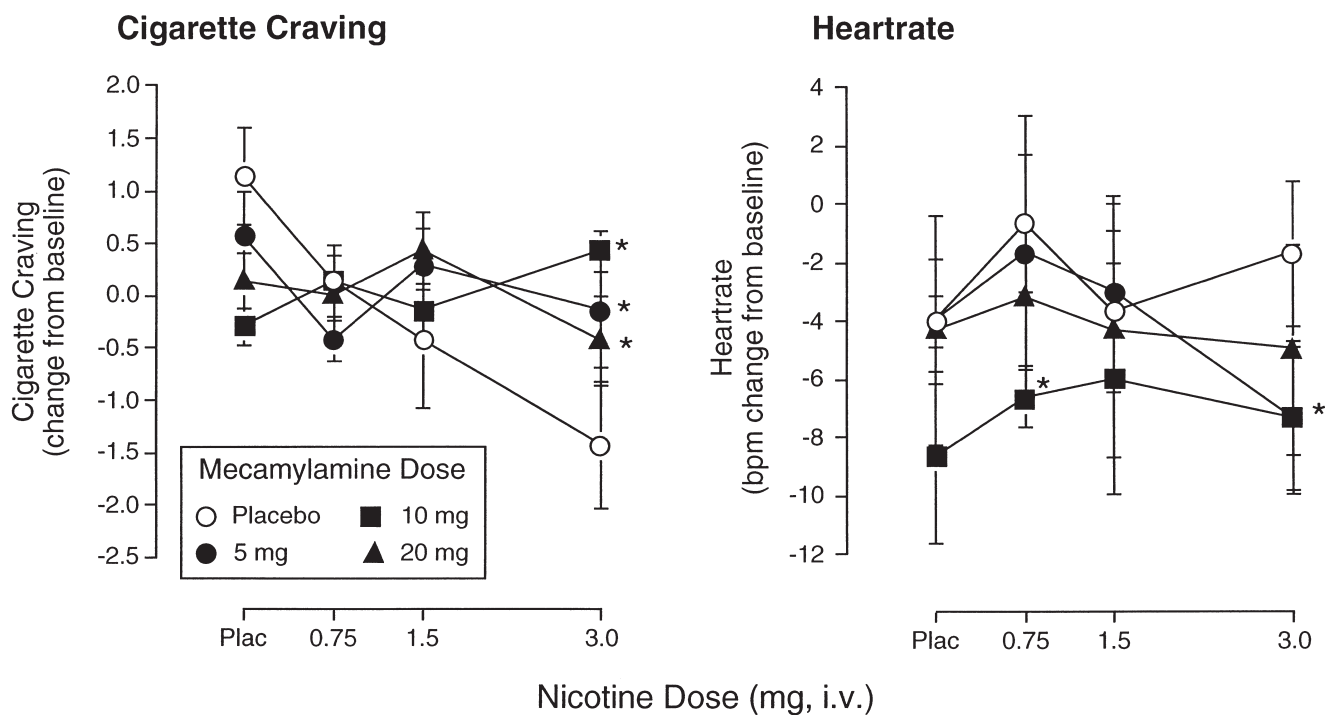 Cigarette Craving
Cigarette Craving
(change from baseline)
2.0
1.5
1.0
0.5
0.0
-0.5
-1.0
-1.5
-2.0
-2.5
*
*
*
Mecamylamine Dose
Placebo
10 mg
5 mg
20 mg
Plac 0.75 1.5 3.0
Heartrate
Heartrate
(bpm change from baseline)
4
2
0
-2
-4
-6
-8
-10
-12
*
*
Plac 0.75 1.5 3.0
Nicotine Dose (mg, i.v.)